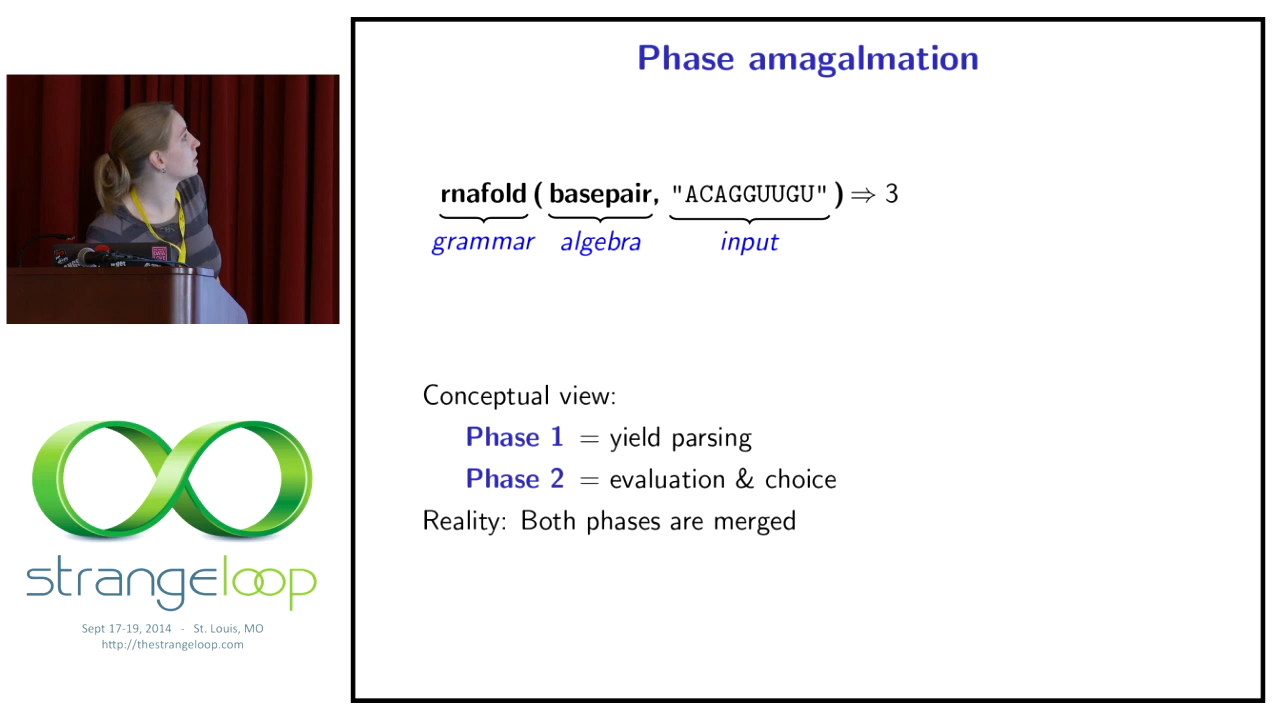 Phase amagalmation
rnafold ( basepair, "ACAGGUUGU" ) ⇒ 3
grammar algebra input
Conceptual view:
Phase 1 = yield parsing
Phase 2 = evaluation & choice
Reality: Both phases are merged
strangeloop
Sept 17-19, 2014 - St. Louis, MO
http://thestrangeloop.com